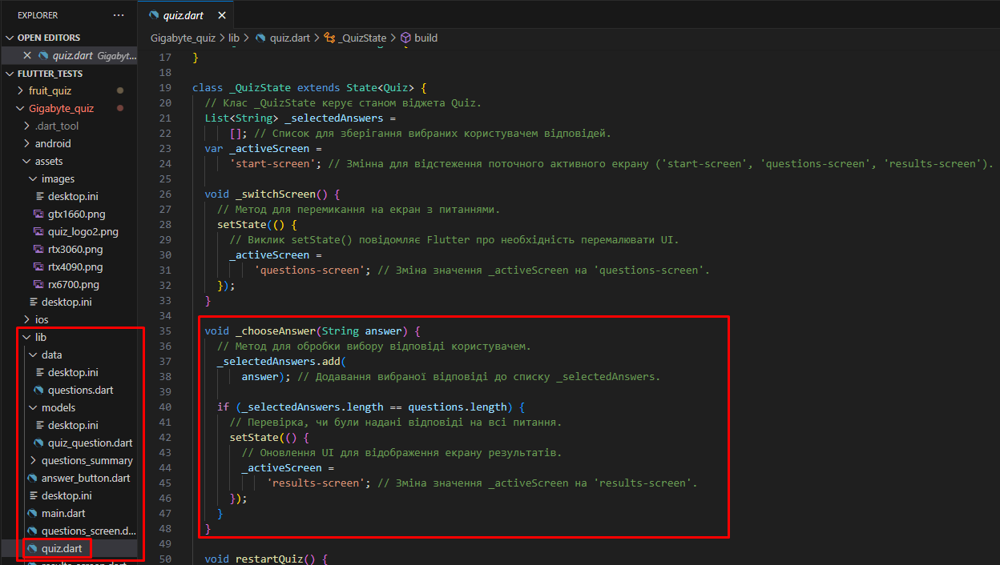 EXPLORER
···
OPEN EDITORS
quiz.dart Gigabyt...
FLUTTER_TESTS
fruit_quiz
Gigabyte_quiz
.dart_tool
android
assets
images
desktop.ini
gtx1660.png
quiz_logo2.png
rtx3060.png
rtx4090.png
rx6700.png
desktop.ini
ios
lib
data
desktop.ini
questions.dart
models
desktop.ini
quiz_question.dart
questions_summary
answer_button.dart
desktop.ini
main.dart
questions_screen.d...
quiz.dart
results_screen.dart
quiz.dart
Gigabyte_quiz > lib > quiz.dart > _QuizState > build
17 }
18
19 class _QuizState extends State<Quiz> {
20 // Клас _QuizState керує станом віджета Quiz.
21 List<String> _selectedAnswers =
22 []; // Список для зберігання вибраних користувачем відповідей.
23 var _activeScreen =
24 'start-screen'; // Змінна для відстеження поточного активного екрану ('start-screen', 'questions-screen', 'results-screen').
25
26 void _switchScreen() {
27 // Метод для перемикання на екран з питаннями.
28 setState(() {
29 // Виклик setState() повідомляє Flutter про необхідність перемалювати UI.
30 _activeScreen =
31 'questions-screen'; // Зміна значення _activeScreen на 'questions-screen'.
32 });
33 }
34
35 void _chooseAnswer(String answer) {
36 // Метод для обробки вибору відповіді користувачем.
37 _selectedAnswers.add(
38 answer); // Додавання вибраної відповіді до списку _selectedAnswers.
39
40 if (_selectedAnswers.length == questions.length) {
41 // Перевірка, чи були надані відповіді на всі питання.
42 setState(() {
43 // Оновлення UI для відображення екрану результатів.
44 _activeScreen =
45 'results-screen'; // Зміна значення _activeScreen на 'results-screen'.
46 });
47 }
48 }
49
50 void restartQuiz() {